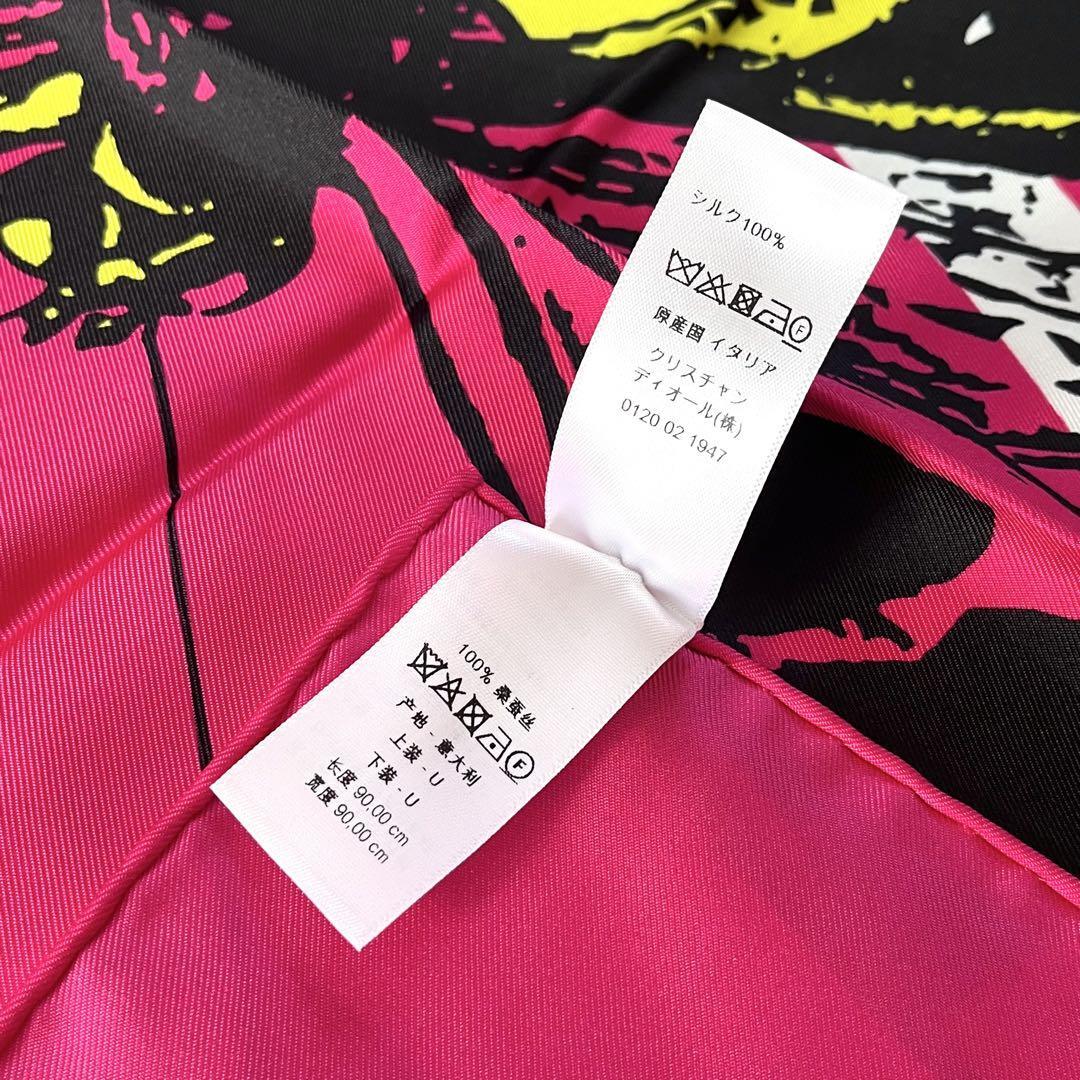 シルク100%
F
原産国 イタリア
クリスチャン
ディオール(株)
0120 02 1947
100% 桑蚕丝
F
产地 - 意大利
上装 - U
下装 - U
长度 90,00 cm
宽度 90,00 cm